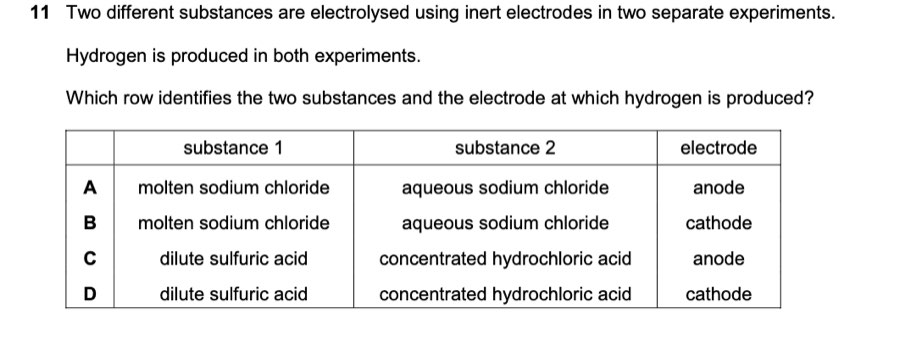 11 Two different substances are electrolysed using inert electrodes in two separate experiments.
Hydrogen is produced in both experiments.
Which row identifies the two substances and the electrode at which hydrogen is produced?
substance 1 substance 2 electrode
A molten sodium chloride aqueous sodium chloride anode
B molten sodium chloride aqueous sodium chloride cathode
C dilute sulfuric acid concentrated hydrochloric acid anode
D dilute sulfuric acid concentrated hydrochloric acid cathode